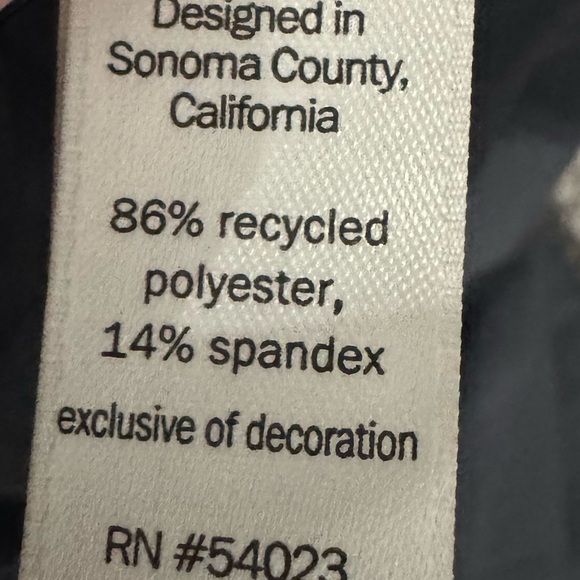 Designed in
Sonoma County,
California
86% recycled
polyester,
14% spandex
exclusive of decoration
RN #54023